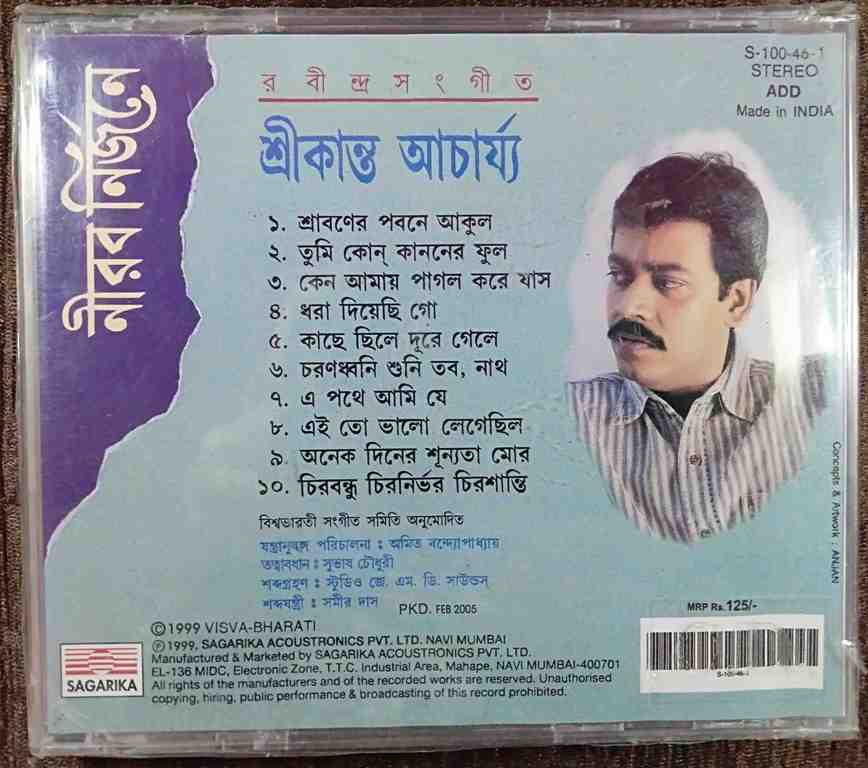 নীরব নির্জনে
রবীন্দ্রসংগীত
S-100-46-1
STEREO
ADD
Made in INDIA
শ্রীকান্ত আচার্য্য
১. শ্রাবণের পবনে আকুল
২. তুমি কোন্ কাননের ফুল
৩. কেন আমায় পাগল করে যাস
৪. ধরা দিয়েছি গো
৫. কাছে ছিলে দূরে গেলে
৬. চরণধ্বনি শুনি তব, নাথ
৭. এ পথে আমি যে
৮. এই তো ভালো লেগেছিল
৯. অনেক দিনের শূন্যতা মোর
১০. চিরবন্ধু চিরনির্ভর চিরশান্তি
Concepts & Artwork : ANJAN
বিশ্বভারতী সংগীত সমিতি অনুমোদিত
যন্ত্রানুষঙ্গ পরিচালনা : অমিত বন্দ্যোপাধ্যায়
তত্বাবধান : সুভাষ চৌধুরী
শব্দগ্রহণ : স্টুডিও জে. এম. ডি. সাউন্ডস্
শব্দযন্ত্রী : সমীর দাস
PKD. FEB 2005
MRP Rs. 125/-
S-100-46-1
© 1999 VISVA-BHARATI
℗ 1999, SAGARIKA ACOUSTRONICS PVT. LTD. NAVI MUMBAI
Manufactured & Marketed by SAGARIKA ACOUSTRONICS PVT. LTD.
EL-136 MIDC, Electronic Zone, T.T.C. Industrial Area, Mahape, NAVI MUMBAI-400701
All rights of the manufacturers and of the recorded works are reserved. Unauthorised
copying, hiring, public performance & broadcasting of this record prohibited.
SAGARIKA